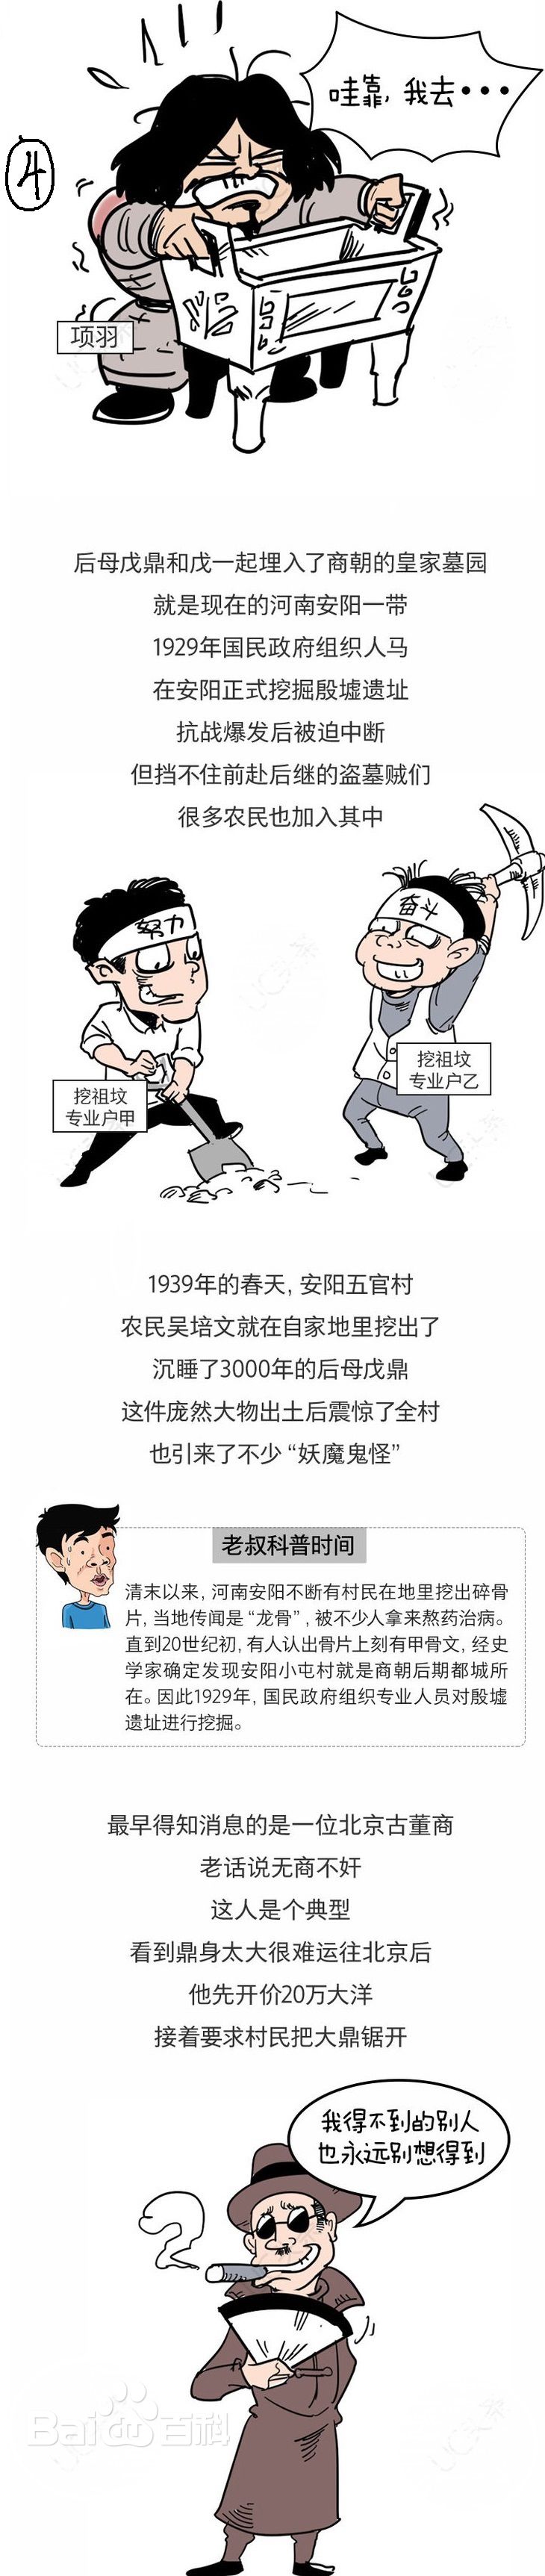 哇靠，我去···
4
项羽
后母戊鼎和戊一起埋入了商朝的皇家墓园
就是现在的河南安阳一带
1929年国民政府组织人马
在安阳正式挖掘殷墟遗址
抗战爆发后被迫中断
但挡不住前赴后继的盗墓贼们
很多农民也加入其中
努力
奋斗
挖祖坟
专业户甲
挖祖坟
专业户乙
1939年的春天，安阳五官村
农民吴培文就在自家地里挖出了
沉睡了3000年的后母戊鼎
这件庞然大物出土后震惊了全村
也引来了不少“妖魔鬼怪”
老叔科普时间
清末以来，河南安阳不断有村民在地里挖出碎骨
片，当地传闻是“龙骨”，被不少人拿来熬药治病。
直到20世纪初，有人认出骨片上刻有甲骨文，经史
学家确定发现安阳小屯村就是商朝后期都城所
在。因此1929年，国民政府组织专业人员对殷墟
遗址进行挖掘。
最早得知消息的是一位北京古董商
老话说无商不奸
这人是个典型
看到鼎身太大很难运往北京后
他先开价20万大洋
接着要求村民把大鼎锯开
我得不到的别人
也永远别想得到
Bai百科